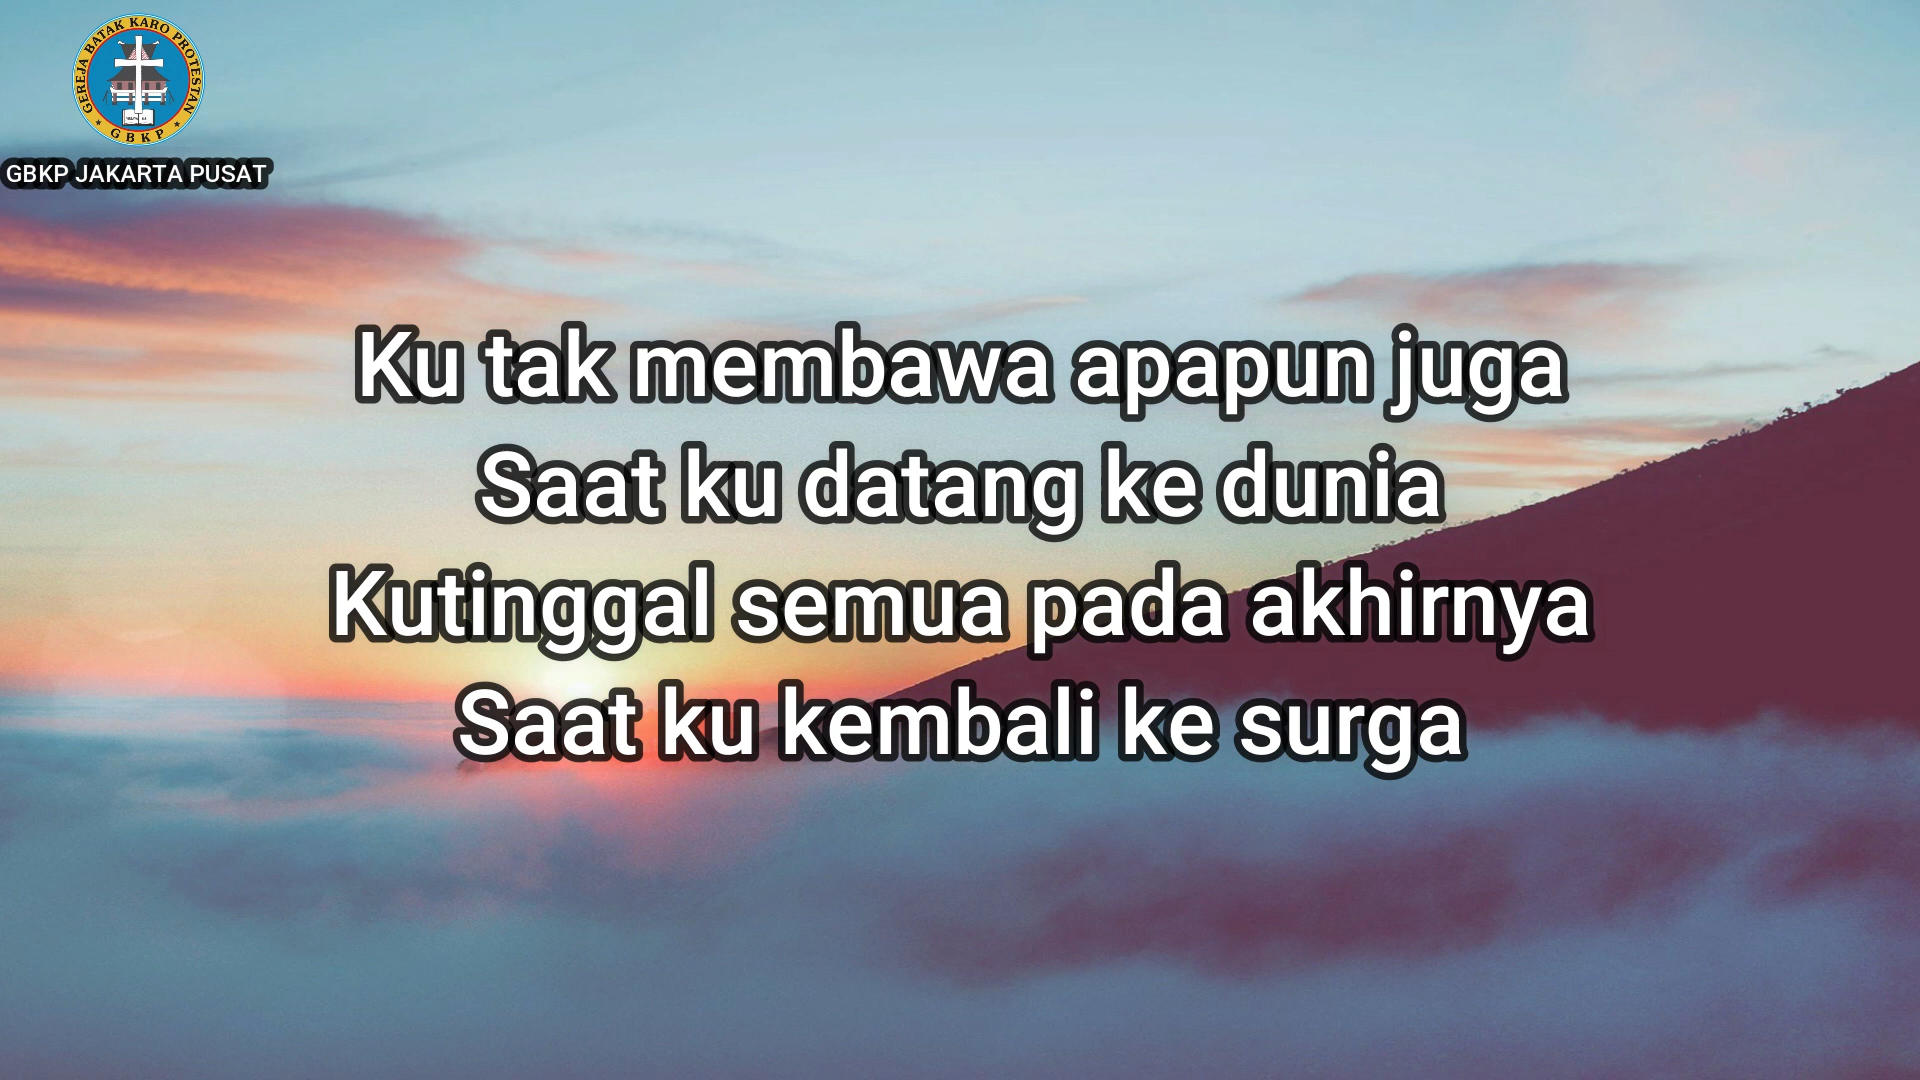 GEREJA BATAK KARO PROTESTAN
GBKP
GBKP JAKARTA PUSAT
Ku tak membawa apapun juga
Saat ku datang ke dunia
Kutinggal semua pada akhirnya
Saat ku kembali ke surga